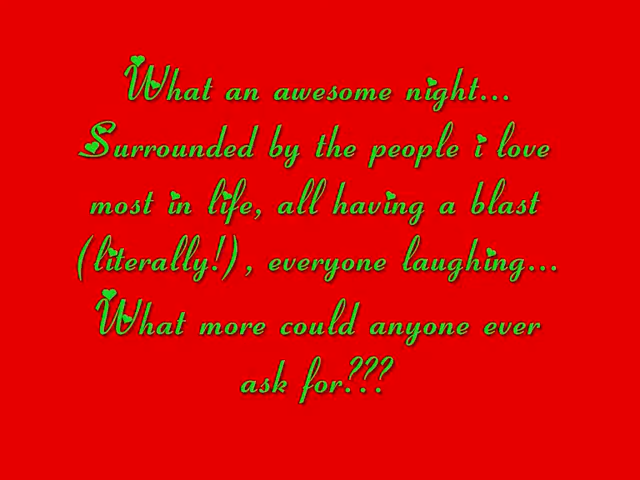 What an awesome night...
Surrounded by the people i love
most in life, all having a blast
(literally!), everyone laughing...
What more could anyone ever
ask for???